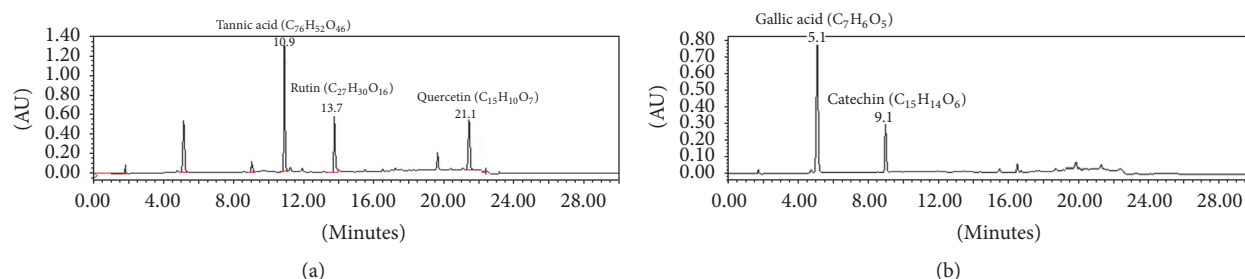 Tannic acid (C₇₆H₅₂O₄₆)
10.9
Rutin (C₂₇H₃₀O₁₆)
13.7
Quercetin (C₁₅H₁₀O₇)
21.1
1.40
1.20
1.00
0.80
0.60
0.40
0.20
0.00
(AU)
0.00 4.00 8.00 12.00 16.00 20.00 24.00 28.00
(Minutes)
(a)
Gallic acid (C₇H₆O₅)
5.1
Catechin (C₁₅H₁₄O₆)
9.1
0.80
0.70
0.60
0.50
0.40
0.30
0.20
0.10
0.00
(AU)
0.00 4.00 8.00 12.00 16.00 20.00 24.00 28.00
(Minutes)
(b)